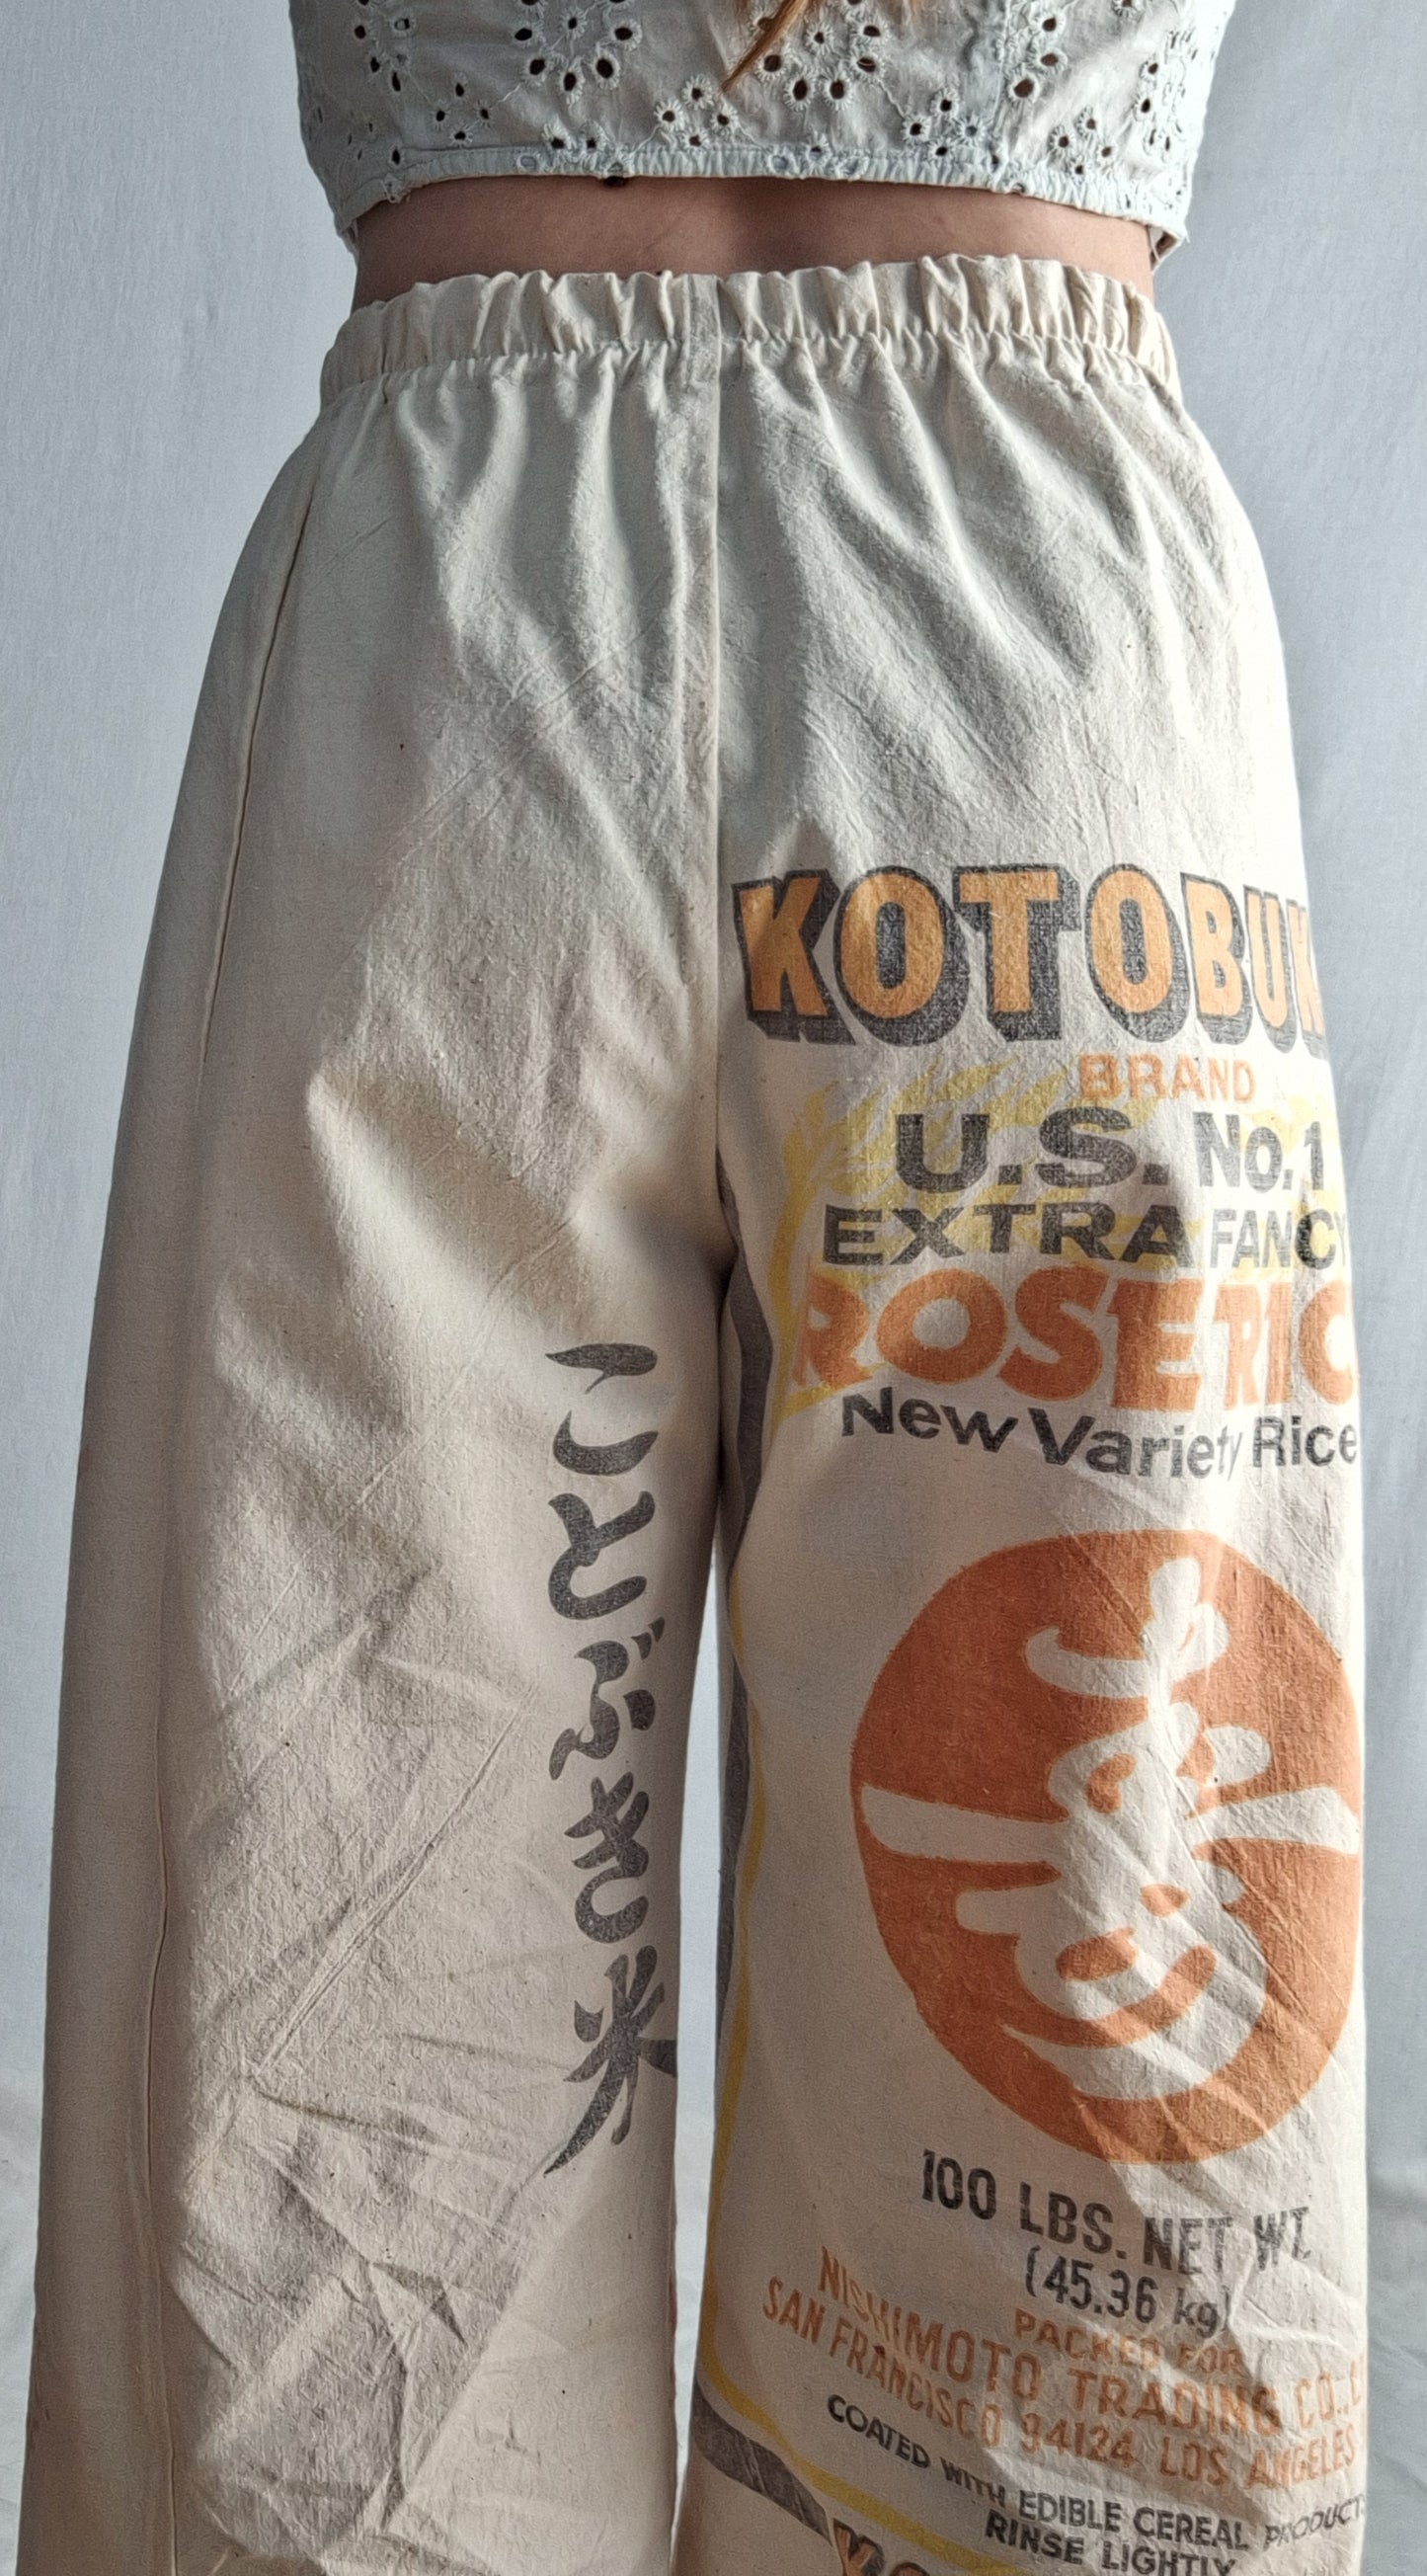 KOTOBUK
BRAND
U.S. No. 1
EXTRA FANCY
ROSE RIC
New Variety Rice
寿
100 LBS. NET WT.
(45.36 kg)
PACKED FOR
NISHIMOTO TRADING CO., L
SAN FRANCISCO 94124 LOS ANGELES
COATED WITH EDIBLE CEREAL PRODUCT
RINSE LIGHTLY
KO
ことぶき米